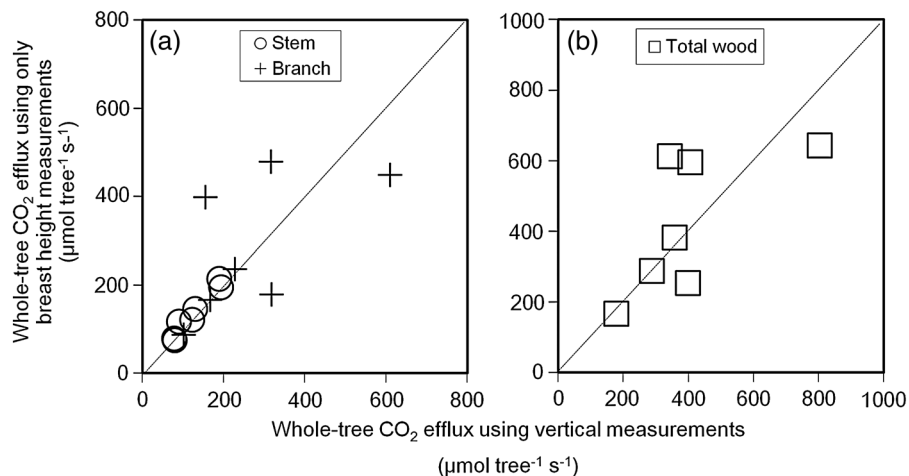 (a)
Stem
Branch
800
600
400
200
0
0 200 400 600 800
(b)
Total wood
1000
800
600
400
200
0
0 200 400 600 800 1000
Whole-tree CO₂ efflux using only
breast height measurements
(µmol tree⁻¹ s⁻¹)
Whole-tree CO₂ efflux using vertical measurements
(µmol tree⁻¹ s⁻¹)